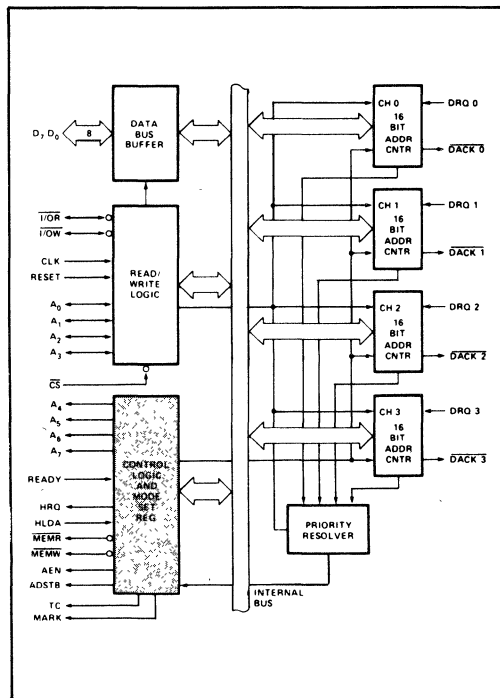 DATA
BUS
BUFFER
D₇ D₀
8
I/OR
I/OW
CLK
RESET
A₀
A₁
A₂
A₃
CS
READ/
WRITE
LOGIC
A₄
A₅
A₆
A₇
READY
HRQ
HLDA
MEMR
MEMW
AEN
ADSTB
TC
MARK
CONTROL
LOGIC
AND
MODE
SET
REG
INTERNAL
BUS
CH 0
16
BIT
ADDR
CNTR
DRQ 0
DACK 0
CH 1
16
BIT
ADDR
CNTR
DRQ 1
DACK 1
CH 2
16
BIT
ADDR
CNTR
DRQ 2
DACK 2
CH 3
16
BIT
ADDR
CNTR
DRQ 3
DACK 3
PRIORITY
RESOLVER